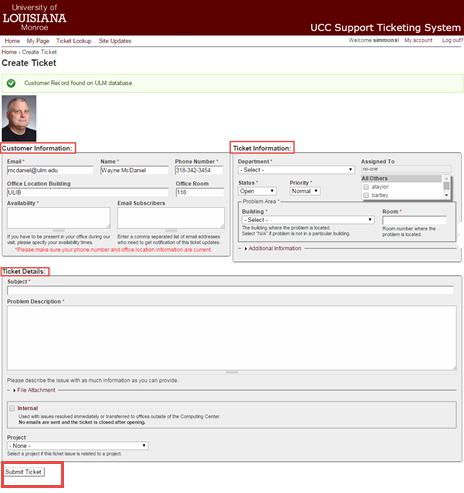 University of
LOUISIANA
Monroe
UCC Support Ticketing System
Home My Page Ticket Lookup Site Updates Welcome simmonsl My account Log out?
Home › Create Ticket
Create Ticket
Customer Record found on ULM database.
Customer Information:
Email * Name * Phone Number *
mcdaniel@ulm.edu Wayne McDaniel 318-342-3454
Office Location Building Office Room
ULIB 118
Availability * Email Subscribers
If you have to be present in your office during our
visit, please specify your availability times.
Enter a comma separated list of email addresses
who need to get notification of this ticket updates.
*Please make sure your phone number and office location information are current.
Ticket Information:
Department * Assigned To
- Select - no-one
All Others
Status * Priority * ataylor
Open Normal bartley
Problem Area *
Building * Room *
- Select -
The building where the problem is located.
Select "N/A" if problem is not in a particular building.
Room number where the
problem is located.
Additional Information
Ticket Details:
Subject *
Problem Description *
Please describe the issue with as much information as you can provide.
File Attachment
Internal
Used with issues resolved immediately or transferred to offices outside of the Computing Center.
No emails are sent and the ticket is closed after opening.
Project
- None -
Select a project if this ticket issue is related to a project.
Submit Ticket